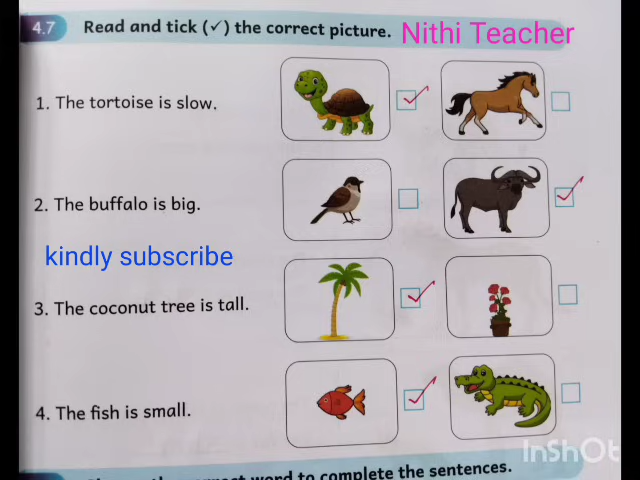 4.7 Read and tick (✓) the correct picture. Nithi Teacher
1. The tortoise is slow.
2. The buffalo is big.
kindly subscribe
3. The coconut tree is tall.
4. The fish is small.
InShOt
word to complete the sentences.